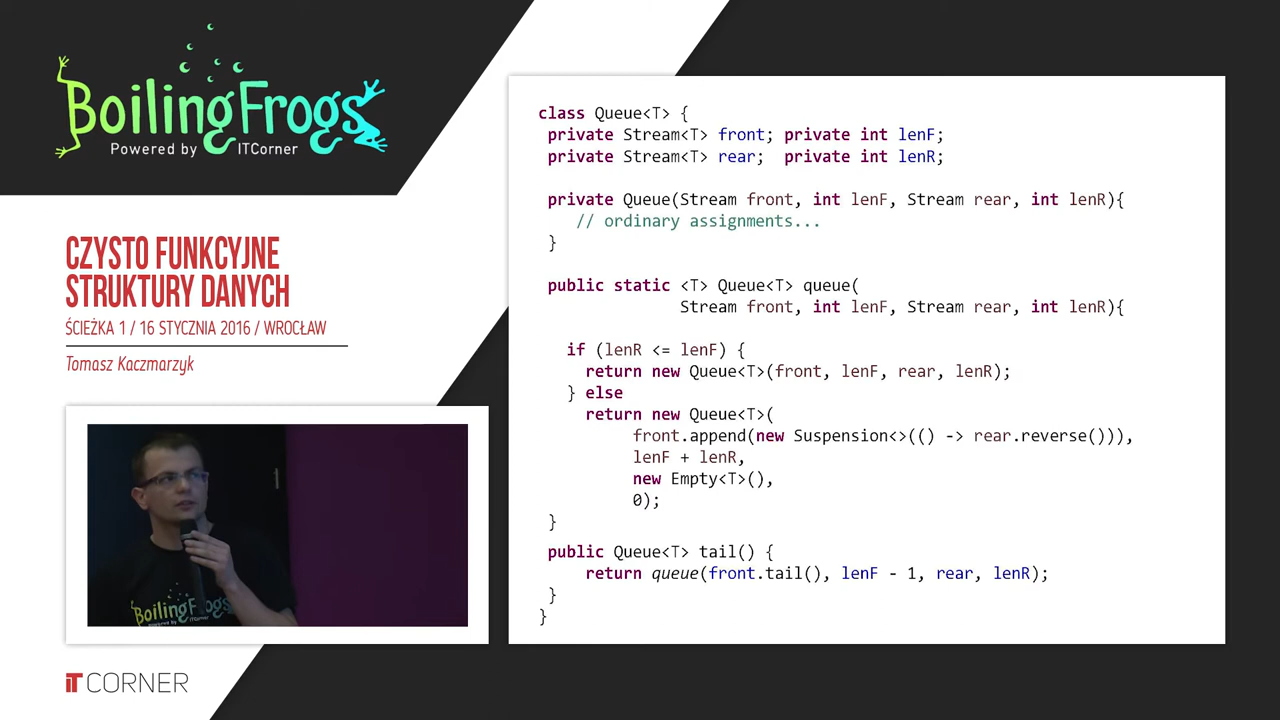 BoilingFrogs
Powered by ITCorner
CZYSTO FUNKCYJNE
STRUKTURY DANYCH
ŚCIEŻKA 1 / 16 STYCZNIA 2016 / WROCŁAW
Tomasz Kaczmarzyk
BoilingFrogs
Powered by ITCorner
iT CORNER
class Queue<T> {
private Stream<T> front; private int lenF;
private Stream<T> rear; private int lenR;
private Queue(Stream front, int lenF, Stream rear, int lenR){
// ordinary assignments...
}
public static <T> Queue<T> queue(
Stream front, int lenF, Stream rear, int lenR){
if (lenR <= lenF) {
return new Queue<T>(front, lenF, rear, lenR);
} else
return new Queue<T>(
front.append(new Suspension<>(() -> rear.reverse())),
lenF + lenR,
new Empty<T>(),
0);
}
public Queue<T> tail() {
return queue(front.tail(), lenF - 1, rear, lenR);
}
}